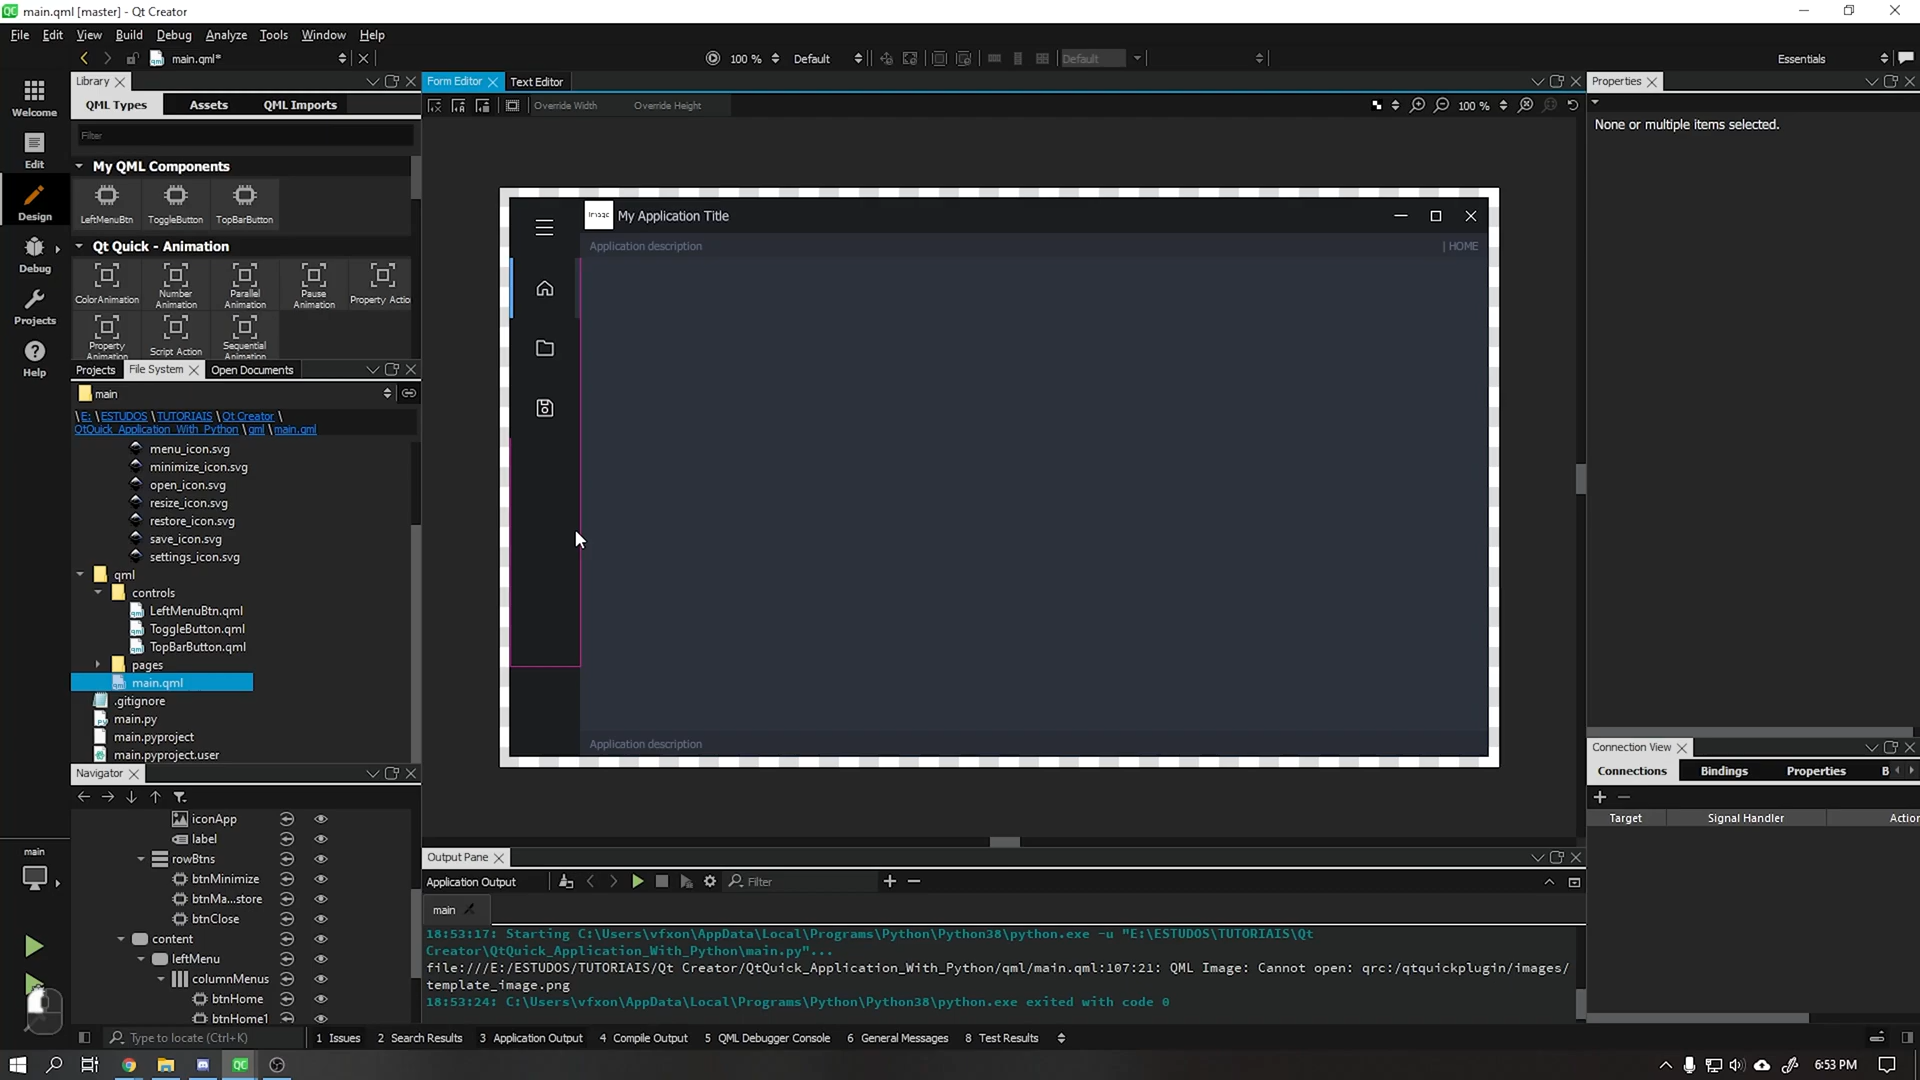 main.qml [master] - Qt Creator
File Edit View Build Debug Analyze Tools Window Help
main.qml*
100 %
Default
Default
Essentials
Library
Form Editor
Text Editor
Properties
QML Types Assets QML Imports
Override Width Override Height
100 %
None or multiple items selected.
Welcome
Edit
Design
Debug
Projects
Help
Filter
My QML Components
LeftMenuBtn ToggleButton TopBarButton
Qt Quick - Animation
ColorAnimation
Number Animation
Parallel Animation
Pause Animation
Property Actio
Property Animation
Script Action
Sequential Animation
Image
My Application Title
Application description
| HOME
Application description
Projects File System Open Documents
main
\E: \ESTUDOS \TUTORIAIS \Qt Creator \
QtQuick_Application_With_Python \qml \main.qml
menu_icon.svg
minimize_icon.svg
open_icon.svg
resize_icon.svg
restore_icon.svg
save_icon.svg
settings_icon.svg
qml
controls
LeftMenuBtn.qml
ToggleButton.qml
TopBarButton.qml
pages
main.qml
.gitignore
main.py
main.pyproject
main.pyproject.user
Navigator
iconApp
label
rowBtns
btnMinimize
btnMa...store
btnClose
content
leftMenu
columnMenus
btnHome
btnHome1
Connection View
Connections Bindings Properties B
Target Signal Handler Action
main
Output Pane
Application Output
Filter
main
18:53:17: Starting C:\Users\vfxon\AppData\Local\Programs\Python\Python38\python.exe -u "E:\ESTUDOS\TUTORIAIS\Qt
Creator\QtQuick_Application_With_Python\main.py"...
file:///E:/ESTUDOS/TUTORIAIS/Qt Creator/QtQuick_Application_With_Python/qml/main.qml:107:21: QML Image: Cannot open: qrc:/qtquickplugin/images/
template_image.png
18:53:24: C:\Users\vfxon\AppData\Local\Programs\Python\Python38\python.exe exited with code 0
Type to locate (Ctrl+K)
1 Issues 2 Search Results 3 Application Output 4 Compile Output 5 QML Debugger Console 6 General Messages 8 Test Results
6:53 PM